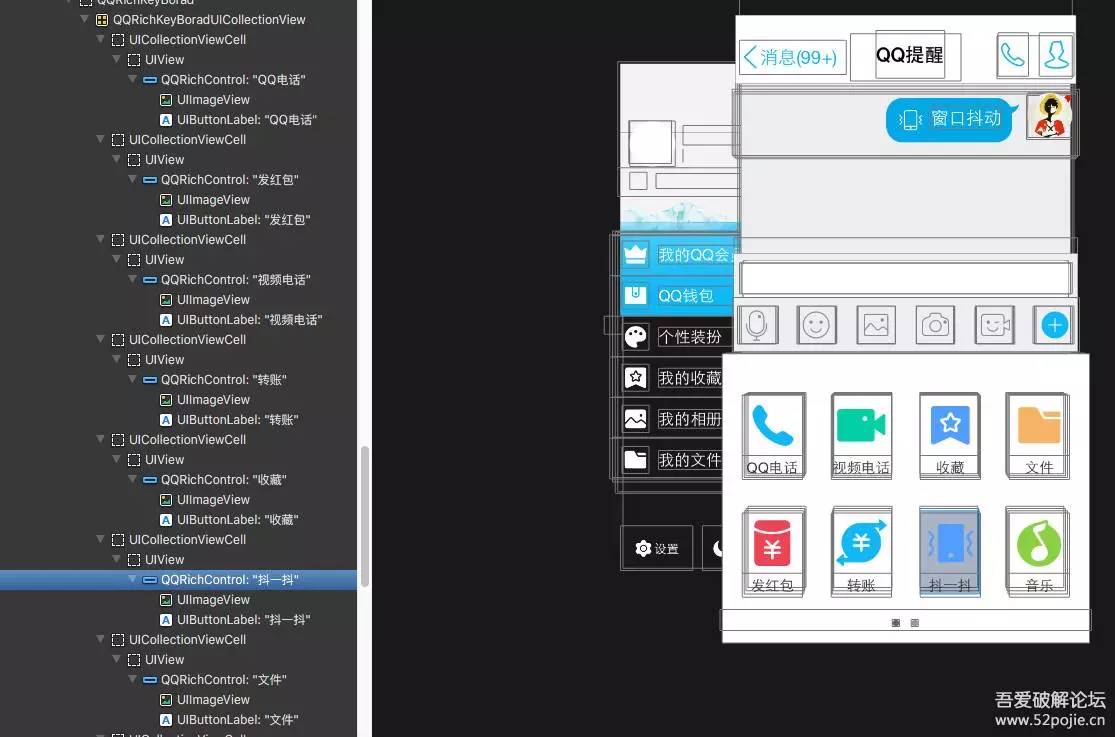 QQRichKeyBorad
QQRichKeyBoradUICollectionView
UICollectionViewCell
UIView
QQRichControl: "QQ电话"
UIImageView
UIButtonLabel: "QQ电话"
UICollectionViewCell
UIView
QQRichControl: "发红包"
UIImageView
UIButtonLabel: "发红包"
UICollectionViewCell
UIView
QQRichControl: "视频电话"
UIImageView
UIButtonLabel: "视频电话"
UICollectionViewCell
UIView
QQRichControl: "转账"
UIImageView
UIButtonLabel: "转账"
UICollectionViewCell
UIView
QQRichControl: "收藏"
UIImageView
UIButtonLabel: "收藏"
UICollectionViewCell
UIView
QQRichControl: "抖一抖"
UIImageView
UIButtonLabel: "抖一抖"
UICollectionViewCell
UIView
QQRichControl: "文件"
UIImageView
UIButtonLabel: "文件"
UICollectionViewCell
消息(99+)
QQ提醒
窗口抖动
我的QQ会
QQ钱包
个性装扮
我的收藏
我的相册
我的文件
设置
QQ电话
视频电话
收藏
文件
发红包
转账
抖一抖
音乐
吾爱破解论坛
www.52pojie.cn